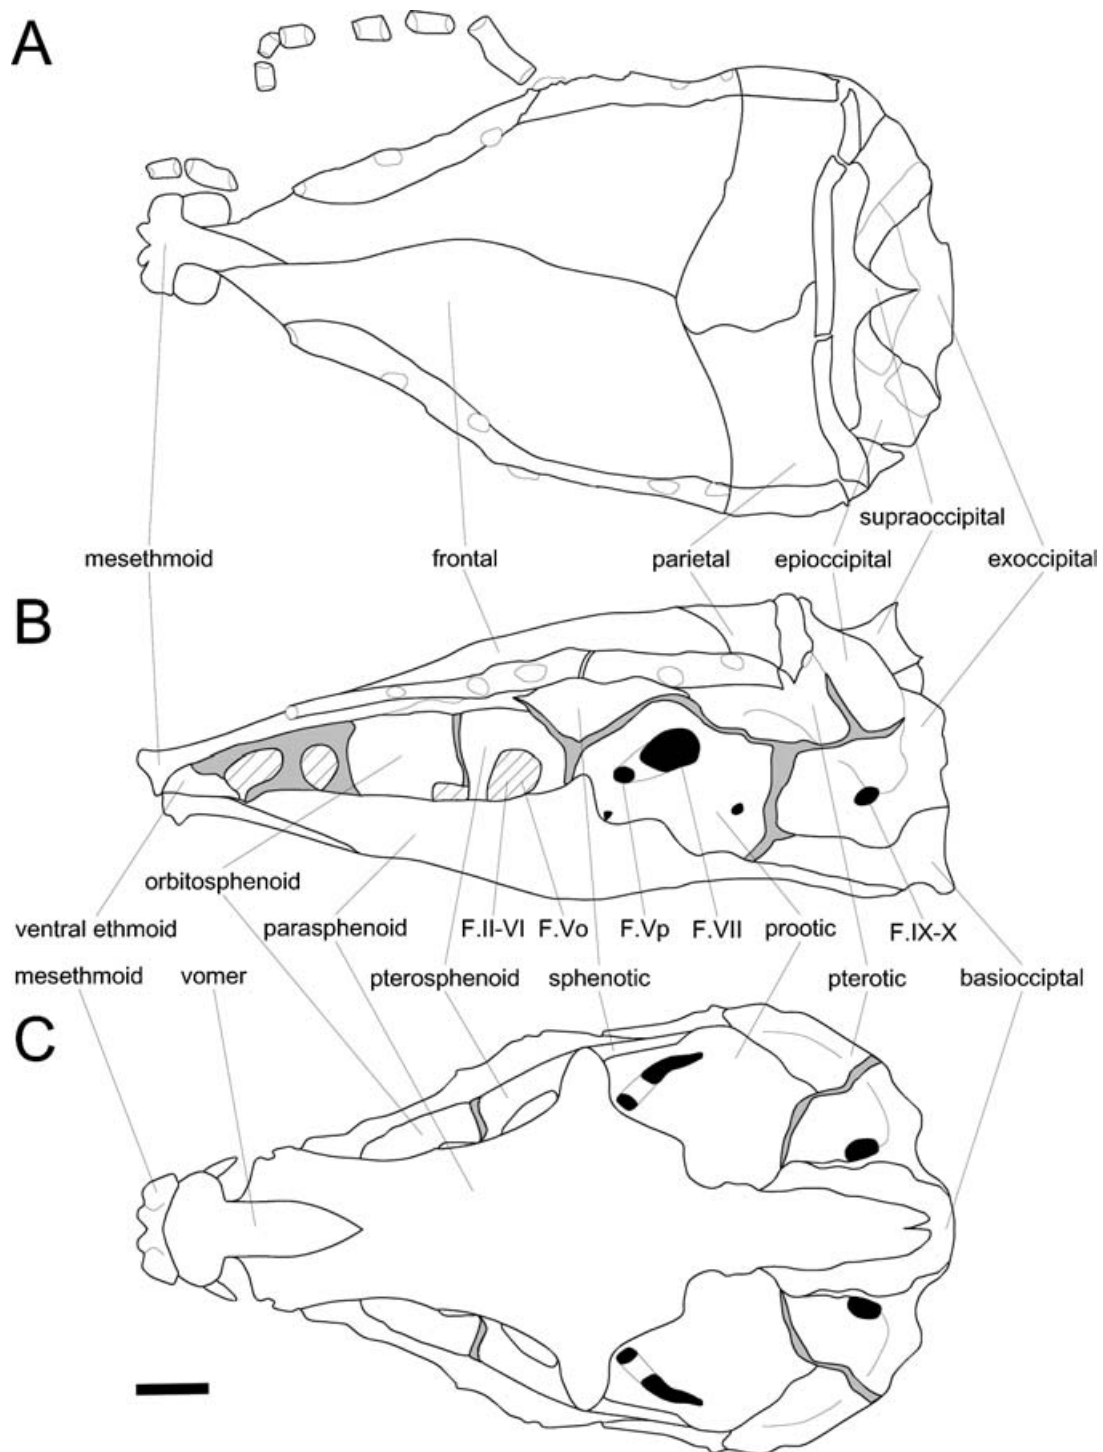 A
supraoccipital
mesethmoid frontal parietal epioccipital exoccipital
B
orbitosphenoid
ventral ethmoid parasphenoid F.II-VI F.Vo F.Vp F.VII prootic F.IX-X
mesethmoid vomer pterosphenoid sphenotic pterotic basiocciptal
C